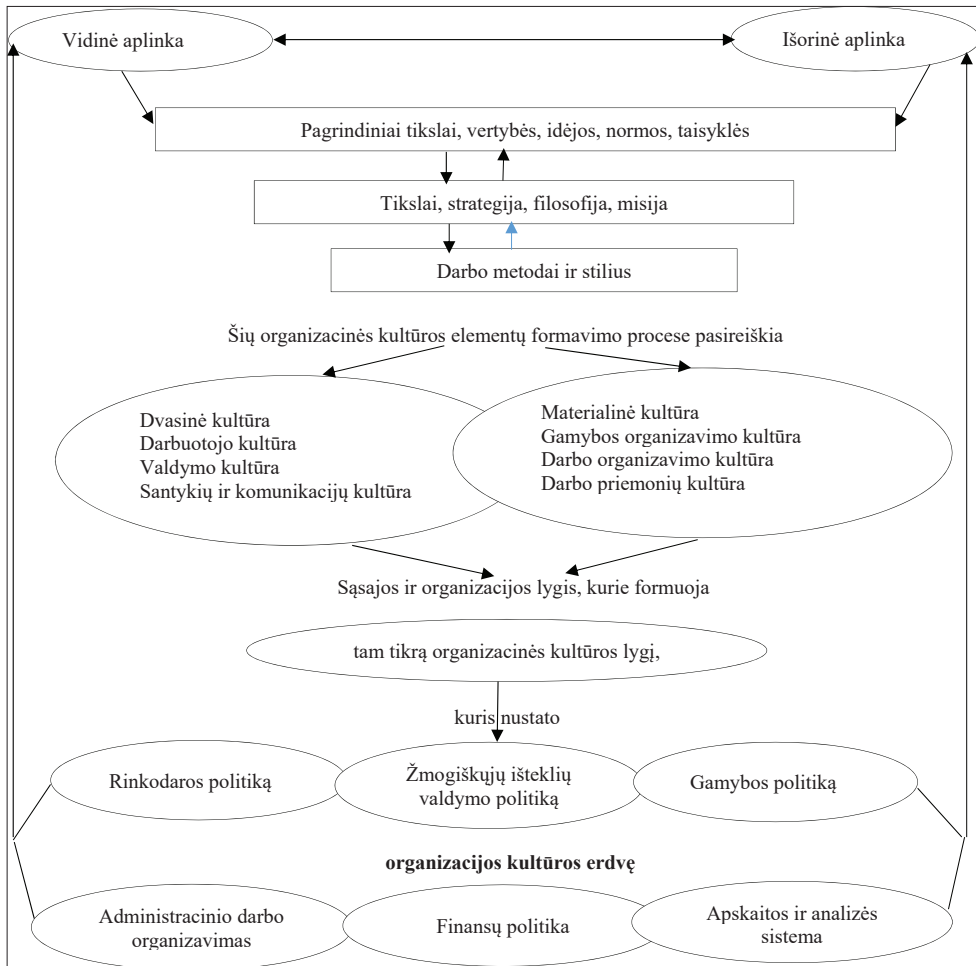 Vidinė aplinka
Išorinė aplinka
Pagrindiniai tikslai, vertybės, idėjos, normos, taisyklės
Tikslai, strategija, filosofija, misija
Darbo metodai ir stilius
Šių organizacinės kultūros elementų formavimo procese pasireiškia
Dvasinė kultūra
Darbuotojo kultūra
Valdymo kultūra
Santykių ir komunikacijų kultūra
Materialinė kultūra
Gamybos organizavimo kultūra
Darbo organizavimo kultūra
Darbo priemonių kultūra
Sąsajos ir organizacijos lygis, kurie formuoja
tam tikrą organizacinės kultūros lygį,
kuris nustato
Rinkodaros politiką
Žmogiškųjų išteklių
valdymo politiką
Gamybos politiką
organizacijos kultūros erdvę
Administracinio darbo
organizavimas
Finansų politika
Apskaitos ir analizės
sistema